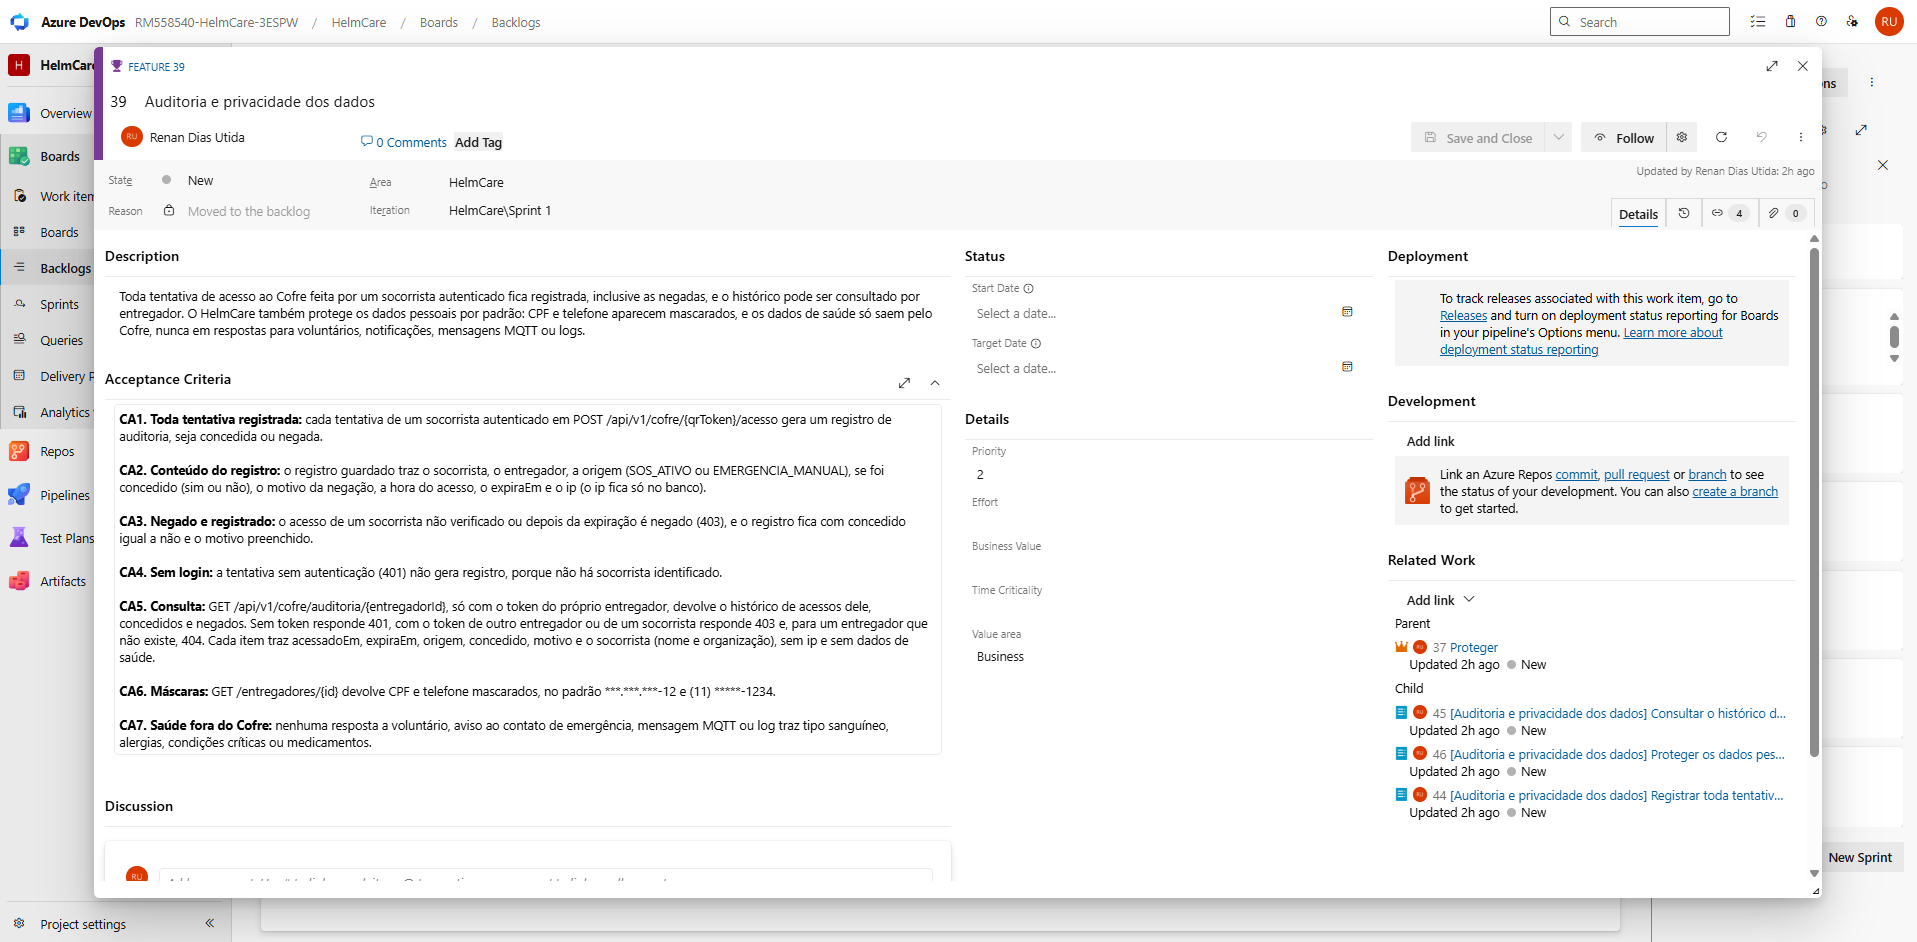 Azure DevOps RM558540-HelmCare-3ESPW / HelmCare / Boards / Backlogs
Search
RU
H HelmCare
Overview
Boards
Work item
Boards
Backlogs
Sprints
Queries
Delivery P
Analytics
Repos
Pipelines
Test Plans
Artifacts
Project settings
FEATURE 39
39 Auditoria e privacidade dos dados
RU Renan Dias Utida
0 Comments Add Tag
Save and Close
Follow
State New
Area HelmCare
Updated by Renan Dias Utida: 2h ago
Reason Moved to the backlog
Iteration HelmCare\Sprint 1
Details
4
0
Description
Toda tentativa de acesso ao Cofre feita por um socorrista autenticado fica registrada, inclusive as negadas, e o histórico pode ser consultado por
entregador. O HelmCare também protege os dados pessoais por padrão: CPF e telefone aparecem mascarados, e os dados de saúde só saem pelo
Cofre, nunca em respostas para voluntários, notificações, mensagens MQTT ou logs.
Acceptance Criteria
CA1. Toda tentativa registrada: cada tentativa de um socorrista autenticado em POST /api/v1/cofre/{qrToken}/acesso gera um registro de
auditoria, seja concedida ou negada.
CA2. Conteúdo do registro: o registro guardado traz o socorrista, o entregador, a origem (SOS_ATIVO ou EMERGENCIA_MANUAL), se foi
concedido (sim ou não), o motivo da negação, a hora do acesso, o expiraEm e o ip (o ip fica só no banco).
CA3. Negado e registrado: o acesso de um socorrista não verificado ou depois da expiração é negado (403), e o registro fica com concedido
igual a não e o motivo preenchido.
CA4. Sem login: a tentativa sem autenticação (401) não gera registro, porque não há socorrista identificado.
CA5. Consulta: GET /api/v1/cofre/auditoria/{entregadorId}, só com o token do próprio entregador, devolve o histórico de acessos dele,
concedidos e negados. Sem token responde 401, com o token de outro entregador ou de um socorrista responde 403 e, para um entregador que
não existe, 404. Cada item traz acessadoEm, expiraEm, origem, concedido, motivo e o socorrista (nome e organização), sem ip e sem dados de
saúde.
CA6. Máscaras: GET /entregadores/{id} devolve CPF e telefone mascarados, no padrão ***.***.***-12 e (11) *****-1234.
CA7. Saúde fora do Cofre: nenhuma resposta a voluntário, aviso ao contato de emergência, mensagem MQTT ou log traz tipo sanguíneo,
alergias, condições críticas ou medicamentos.
Discussion
RU
Status
Start Date
Select a date...
Target Date
Select a date...
Details
Priority
2
Effort
Business Value
Time Criticality
Value area
Business
Deployment
To track releases associated with this work item, go to
Releases and turn on deployment status reporting for Boards
in your pipeline's Options menu. Learn more about
deployment status reporting
Development
Add link
Link an Azure Repos commit, pull request or branch to see
the status of your development. You can also create a branch
to get started.
Related Work
Add link
Parent
37 Proteger
Updated 2h ago New
Child
45 [Auditoria e privacidade dos dados] Consultar o histórico d...
Updated 2h ago New
46 [Auditoria e privacidade dos dados] Proteger os dados pes...
Updated 2h ago New
44 [Auditoria e privacidade dos dados] Registrar toda tentativ...
Updated 2h ago New
ns
New Sprint